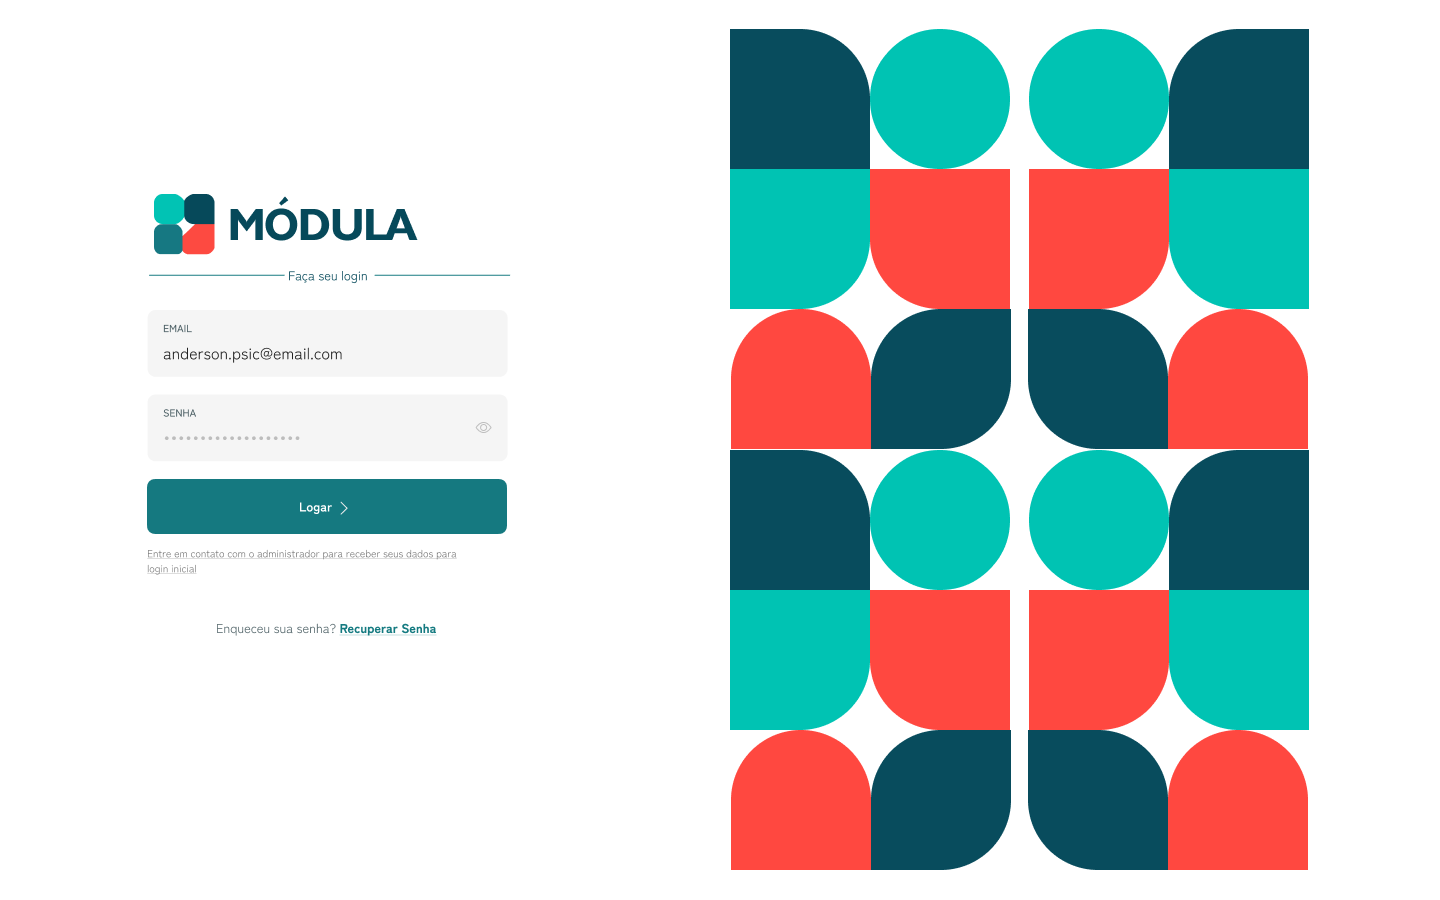 MÓDULA
Faça seu login
EMAIL
anderson.psic@email.com
SENHA
•••••••••••••••••••
Logar
Entre em contato com o administrador para receber seus dados para
login inicial
Enqueceu sua senha? Recuperar Senha